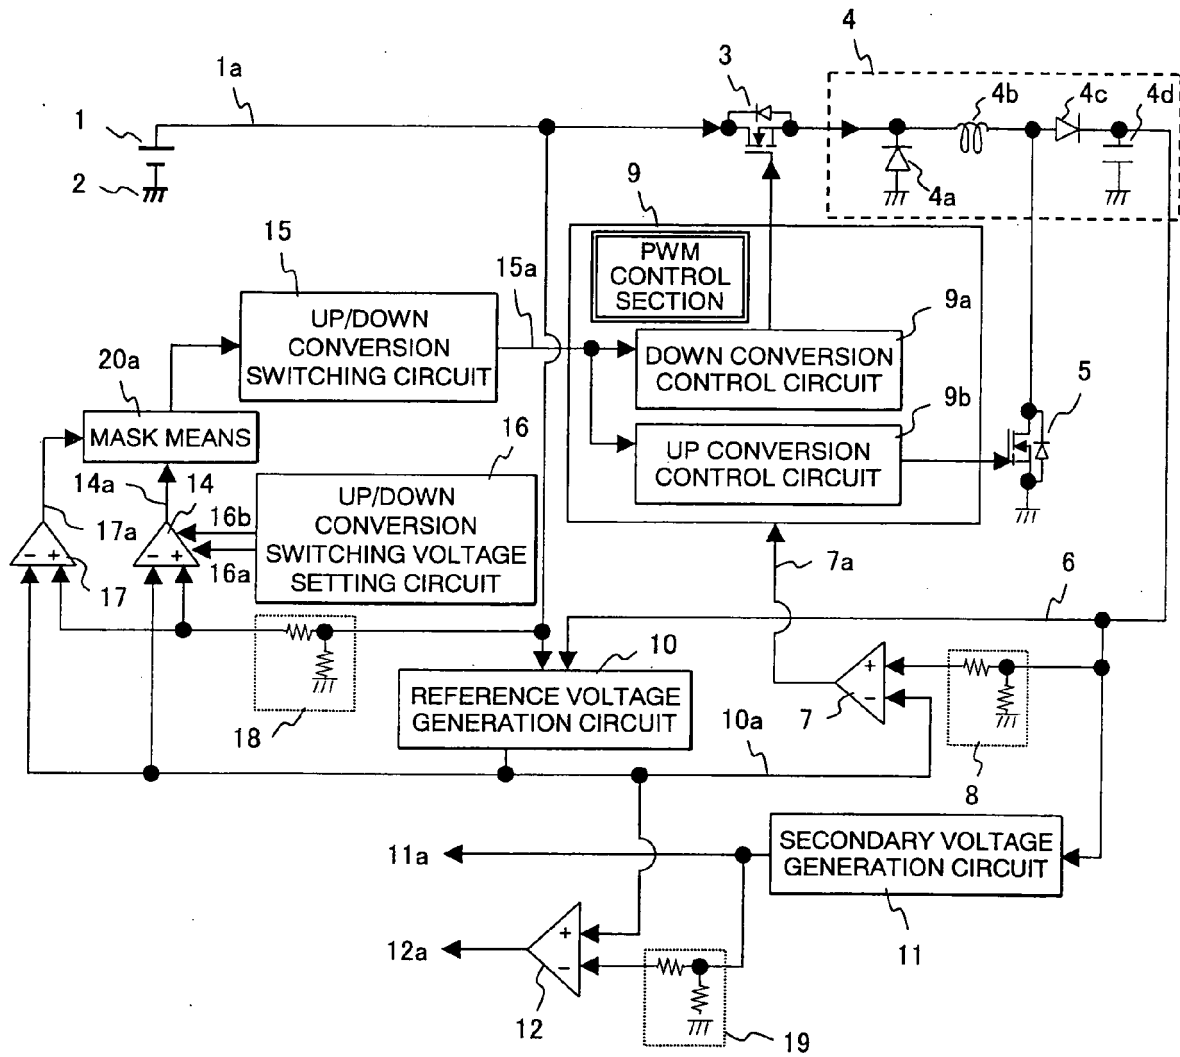 1a
3
4
4b
4c
4d
1
2
4a
9
15
15a
PWM
CONTROL
SECTION
UP/DOWN
CONVERSION
SWITCHING CIRCUIT
9a
DOWN CONVERSION
CONTROL CIRCUIT
20a
MASK MEANS
9b
5
16
UP CONVERSION
CONTROL CIRCUIT
14a
14
16b
UP/DOWN
CONVERSION
SWITCHING VOLTAGE
SETTING CIRCUIT
17a
- +
- +
16a
17
7a
6
10
18
REFERENCE VOLTAGE
GENERATION CIRCUIT
+
-
7
10a
8
11a
SECONDARY VOLTAGE
GENERATION CIRCUIT
11
12a
+
-
12
19